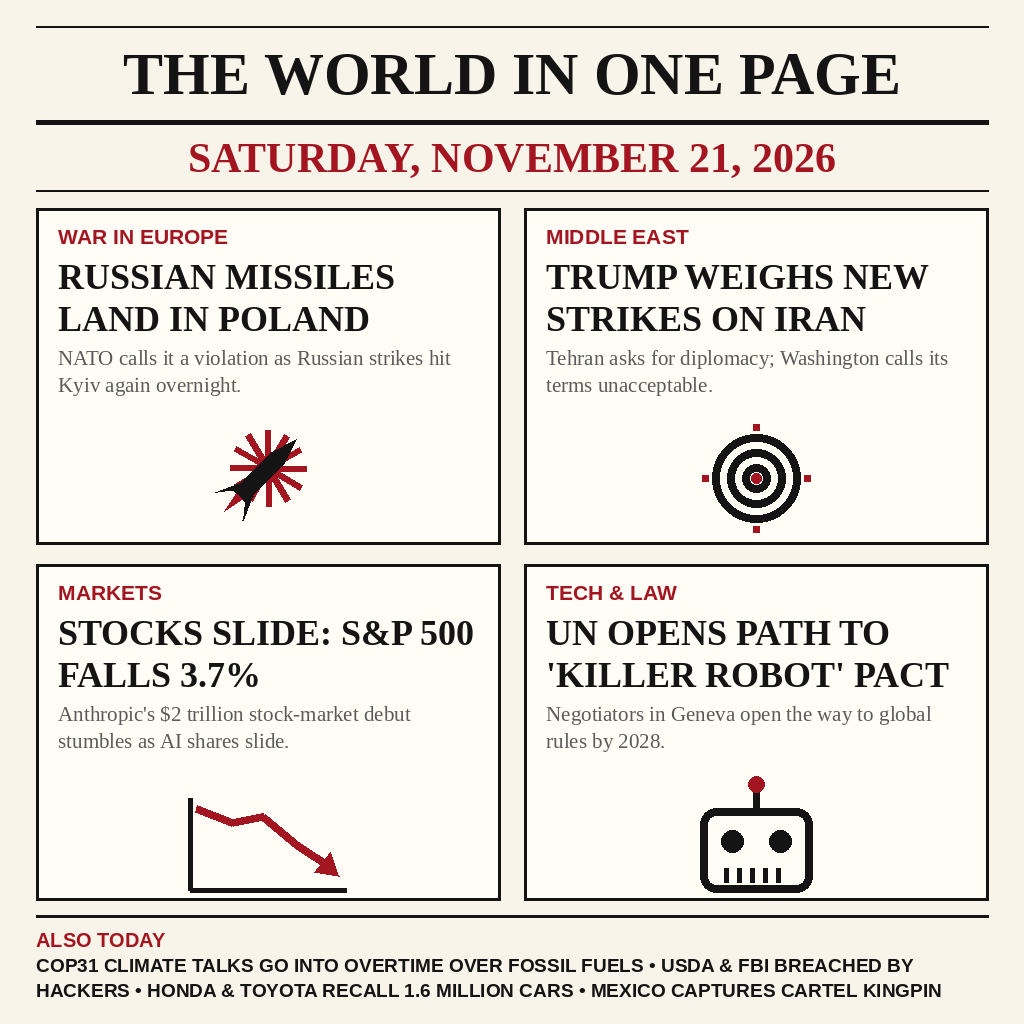 THE WORLD IN ONE PAGE
SATURDAY, NOVEMBER 21, 2026
WAR IN EUROPE
RUSSIAN MISSILES
LAND IN POLAND
NATO calls it a violation as Russian strikes hit
Kyiv again overnight.
MIDDLE EAST
TRUMP WEIGHS NEW
STRIKES ON IRAN
Tehran asks for diplomacy; Washington calls its
terms unacceptable.
MARKETS
STOCKS SLIDE: S&P 500
FALLS 3.7%
Anthropic's $2 trillion stock-market debut
stumbles as AI shares slide.
TECH & LAW
UN OPENS PATH TO
'KILLER ROBOT' PACT
Negotiators in Geneva open the way to global
rules by 2028.
ALSO TODAY
COP31 CLIMATE TALKS GO INTO OVERTIME OVER FOSSIL FUELS • USDA & FBI BREACHED BY
HACKERS • HONDA & TOYOTA RECALL 1.6 MILLION CARS • MEXICO CAPTURES CARTEL KINGPIN